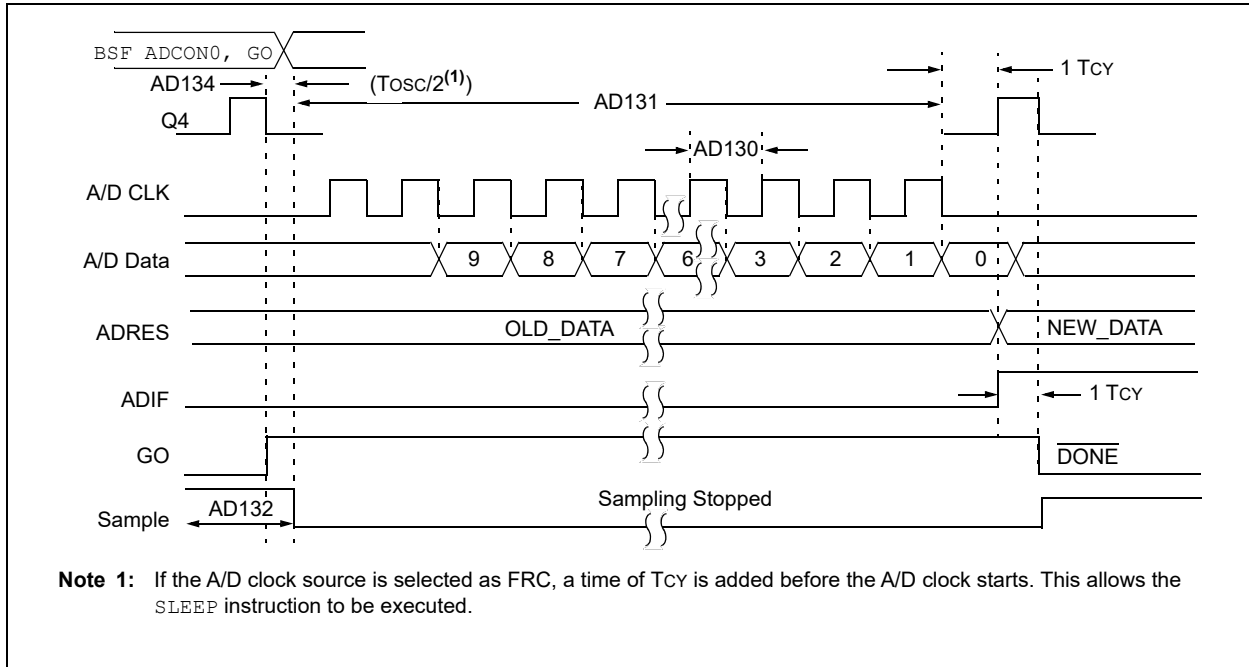 BSF ADCON0, GO
AD134
(TOSC/2(1))
1 TCY
AD131
Q4
AD130
A/D CLK
A/D Data
9 8 7 6 3 2 1 0
ADRES
OLD_DATA
NEW_DATA
ADIF
1 TCY
GO
DONE
Sampling Stopped
AD132
Sample
Note 1: If the A/D clock source is selected as FRC, a time of TCY is added before the A/D clock starts. This allows the
SLEEP instruction to be executed.